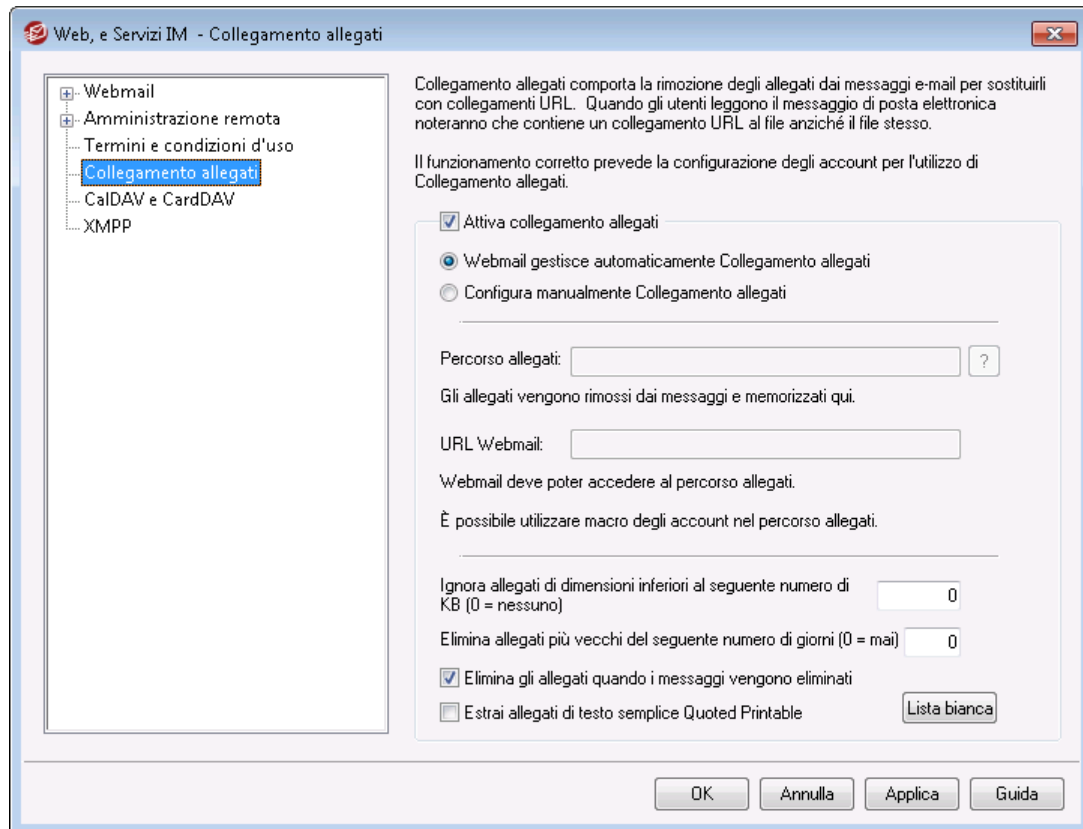 Web, e Servizi IM - Collegamento allegati
Webmail
Amministrazione remota
Termini e condizioni d'uso
Collegamento allegati
CalDAV e CardDAV
XMPP
Collegamento allegati comporta la rimozione degli allegati dai messaggi e-mail per sostituirli
con collegamenti URL. Quando gli utenti leggono il messaggio di posta elettronica
noteranno che contiene un collegamento URL al file anziché il file stesso.
Il funzionamento corretto prevede la configurazione degli account per l'utilizzo di
Collegamento allegati.
Attiva collegamento allegati
Webmail gestisce automaticamente Collegamento allegati
Configura manualmente Collegamento allegati
Percorso allegati:
?
Gli allegati vengono rimossi dai messaggi e memorizzati qui.
URL Webmail:
Webmail deve poter accedere al percorso allegati.
È possibile utilizzare macro degli account nel percorso allegati.
Ignora allegati di dimensioni inferiori al seguente numero di
KB (0 = nessuno)
0
Elimina allegati più vecchi del seguente numero di giorni (0 = mai)
0
Elimina gli allegati quando i messaggi vengono eliminati
Estrai allegati di testo semplice Quoted Printable
Lista bianca
OK
Annulla
Applica
Guida